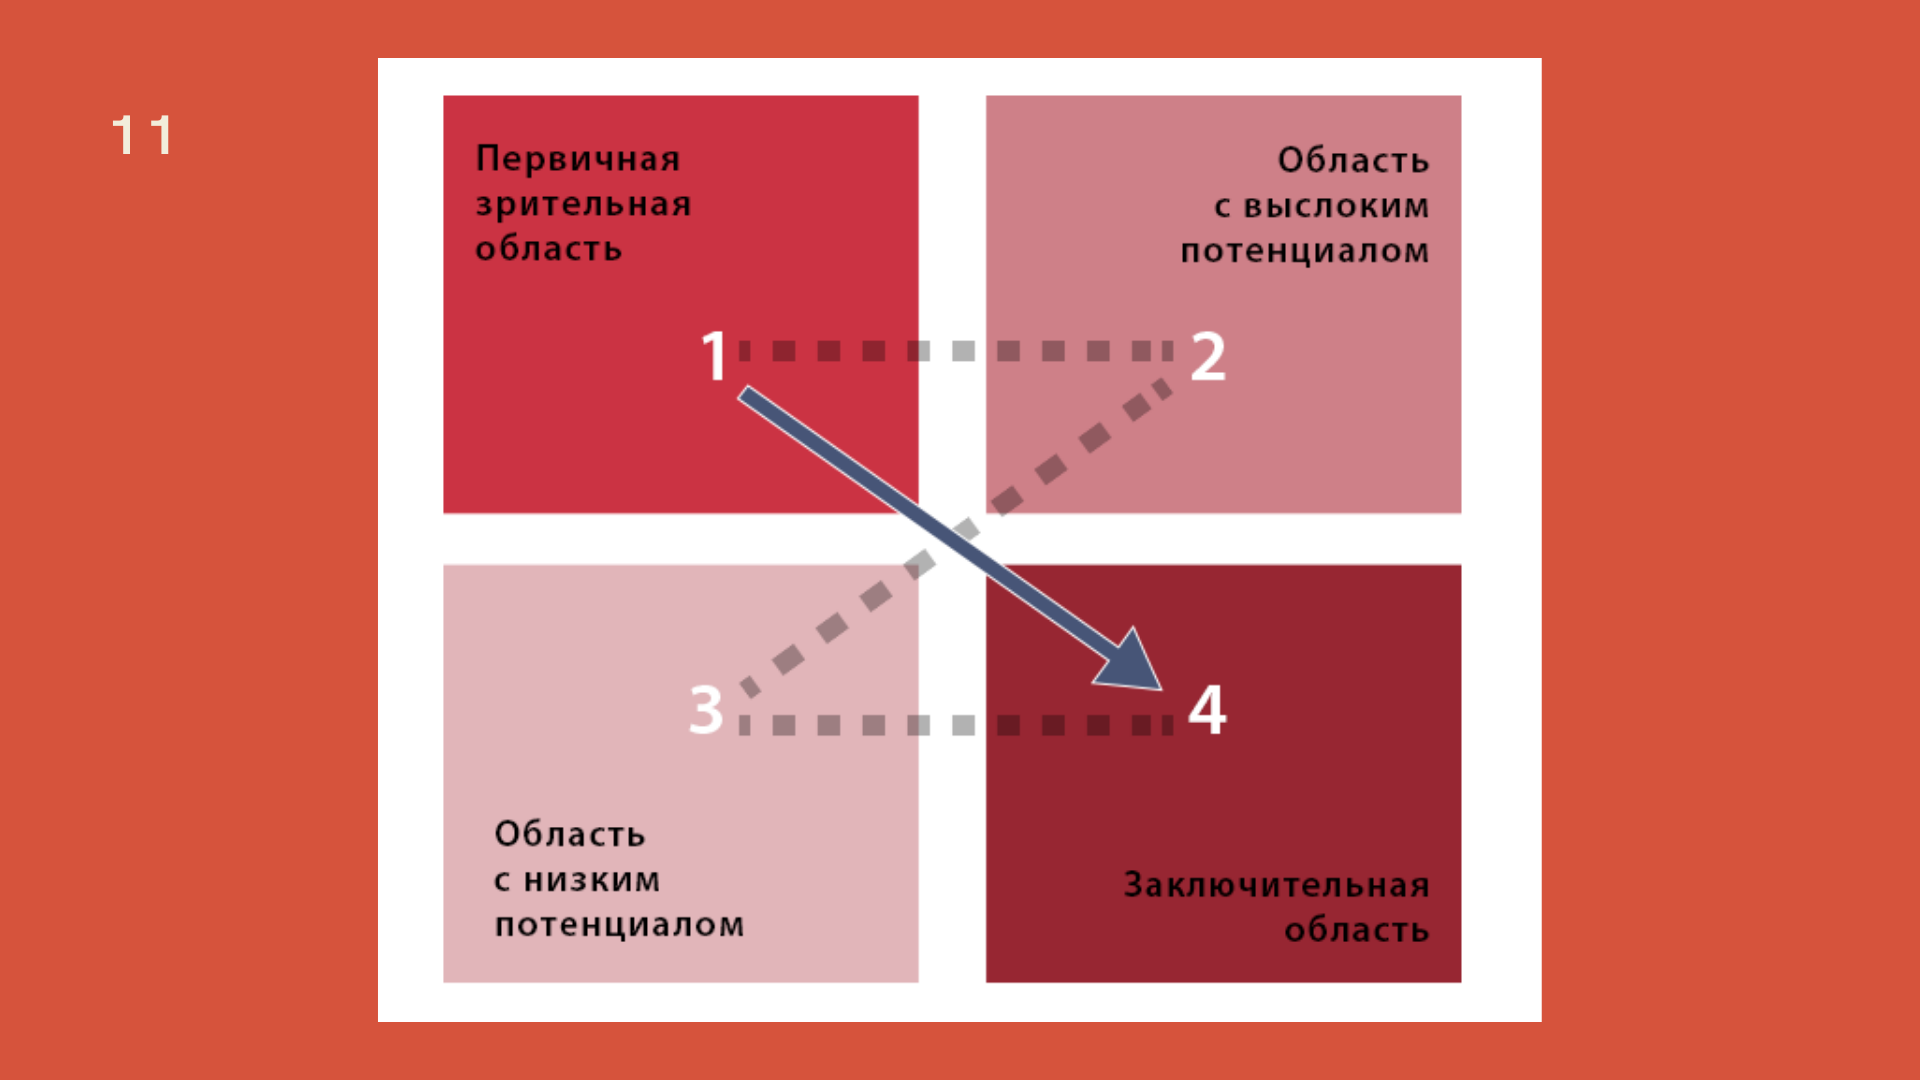 11
Первичная
зрительная
область
Область
с выслоким
потенциалом
1
2
3
4
Область
с низким
потенциалом
Заключительная
область